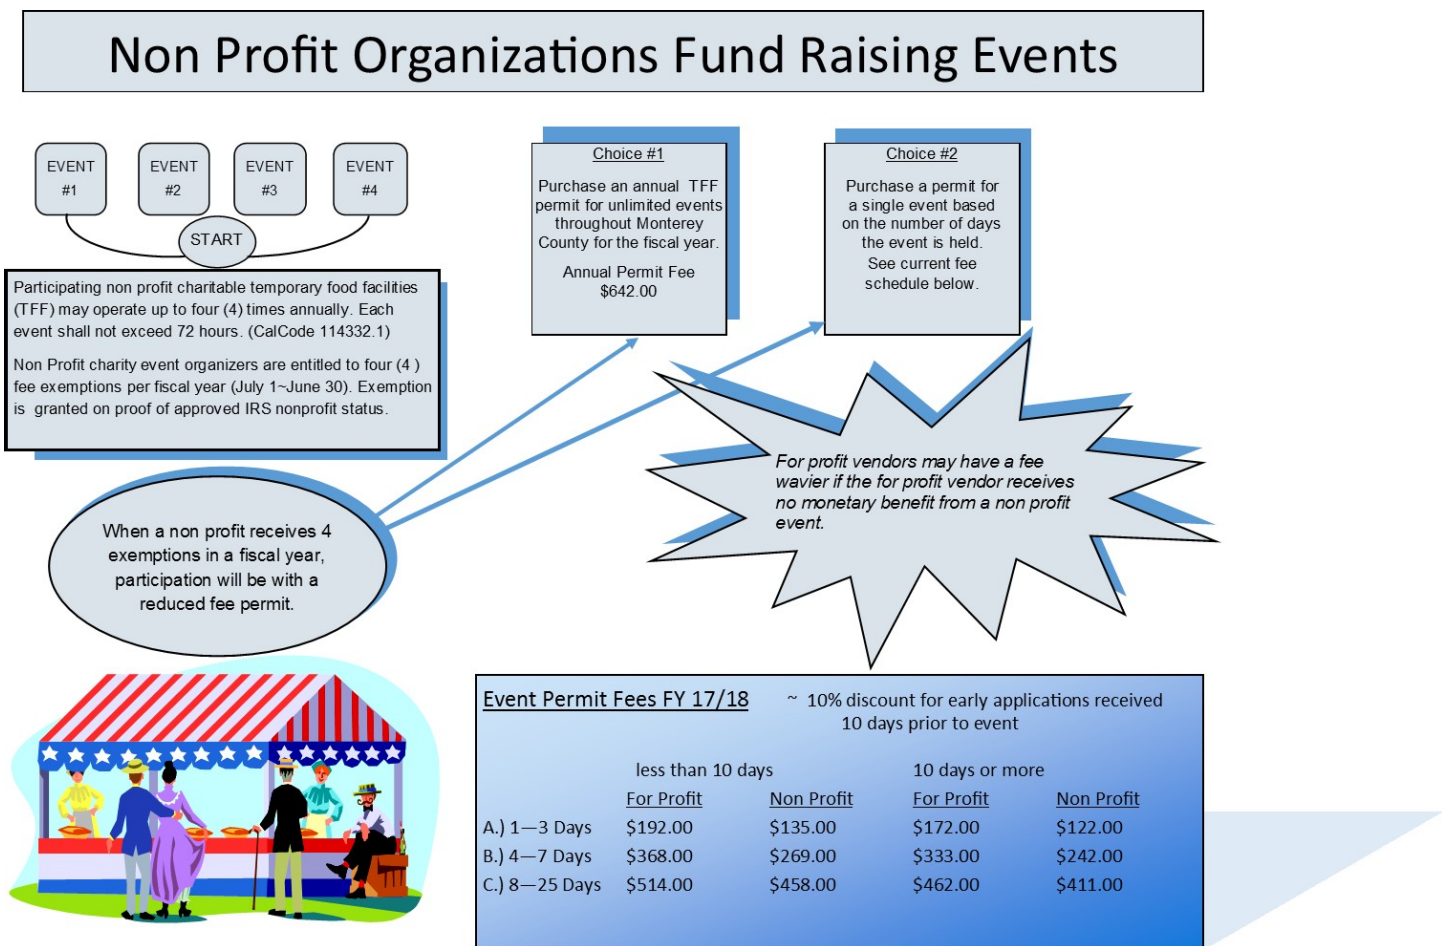 Non Profit Organizations Fund Raising Events
EVENT
#1
EVENT
#2
EVENT
#3
EVENT
#4
START
Participating non profit charitable temporary food facilities
(TFF) may operate up to four (4) times annually. Each
event shall not exceed 72 hours. (CalCode 114332.1)
Non Profit charity event organizers are entitled to four (4 )
fee exemptions per fiscal year (July 1~June 30). Exemption
is granted on proof of approved IRS nonprofit status.
Choice #1
Purchase an annual TFF
permit for unlimited events
throughout Monterey
County for the fiscal year.
Annual Permit Fee
$642.00
Choice #2
Purchase a permit for
a single event based
on the number of days
the event is held.
See current fee
schedule below.
When a non profit receives 4
exemptions in a fiscal year,
participation will be with a
reduced fee permit.
For profit vendors may have a fee
wavier if the for profit vendor receives
no monetary benefit from a non profit
event.
Event Permit Fees FY 17/18 ~ 10% discount for early applications received
10 days prior to event
less than 10 days 10 days or more
For Profit Non Profit For Profit Non Profit
A.) 1—3 Days $192.00 $135.00 $172.00 $122.00
B.) 4—7 Days $368.00 $269.00 $333.00 $242.00
C.) 8—25 Days $514.00 $458.00 $462.00 $411.00